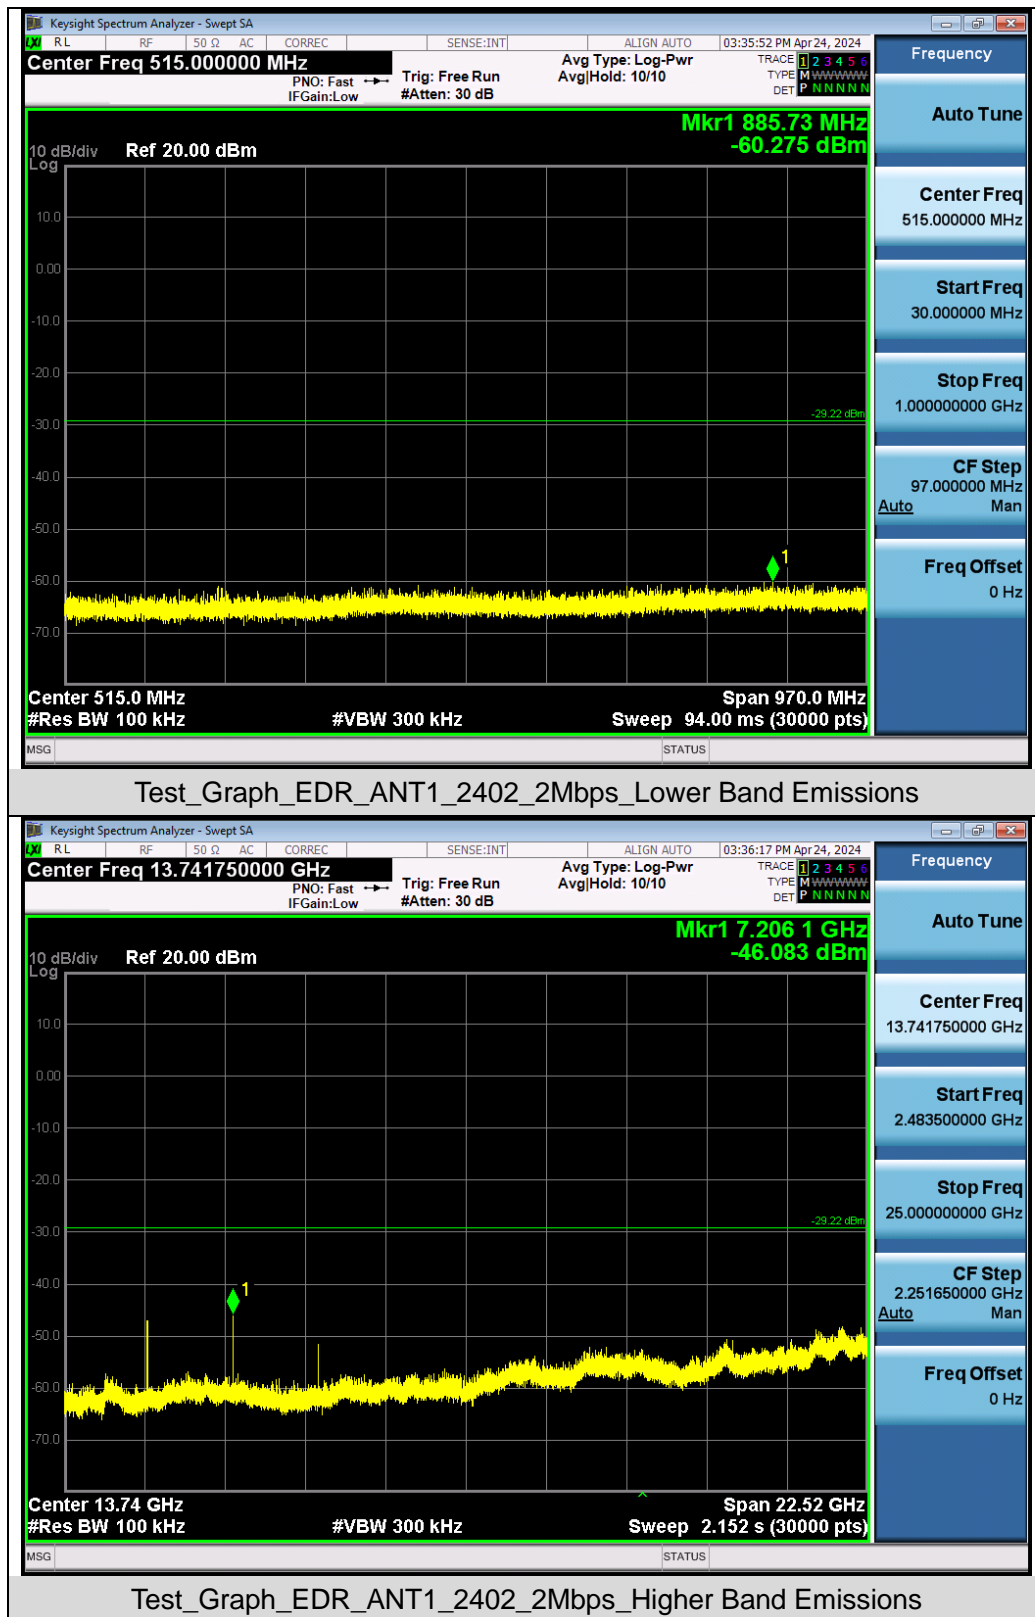 Keysight Spectrum Analyzer - Swept SA
LXI RL RF 50 Ω AC CORREC SENSE:INT ALIGN AUTO 03:35:52 PM Apr 24, 2024
Center Freq 515.000000 MHz
PNO: Fast
IFGain:Low
Trig: Free Run
#Atten: 30 dB
Avg Type: Log-Pwr
Avg|Hold: 10/10
TRACE 1 2 3 4 5 6
TYPE M WWWWW
DET P N N N N N
Mkr1 885.73 MHz
-60.275 dBm
10 dB/div Ref 20.00 dBm
Log
10.0
0.00
-10.0
-20.0
-29.22 dBm
-30.0
-40.0
-50.0
1
-60.0
-70.0
Center 515.0 MHz Span 970.0 MHz
#Res BW 100 kHz #VBW 300 kHz Sweep 94.00 ms (30000 pts)
MSG STATUS
Frequency
Auto Tune
Center Freq
515.000000 MHz
Start Freq
30.000000 MHz
Stop Freq
1.000000000 GHz
CF Step
97.000000 MHz
Auto Man
Freq Offset
0 Hz
Test_Graph_EDR_ANT1_2402_2Mbps_Lower Band Emissions
Keysight Spectrum Analyzer - Swept SA
LXI RL RF 50 Ω AC CORREC SENSE:INT ALIGN AUTO 03:36:17 PM Apr 24, 2024
Center Freq 13.741750000 GHz
PNO: Fast
IFGain:Low
Trig: Free Run
#Atten: 30 dB
Avg Type: Log-Pwr
Avg|Hold: 10/10
TRACE 1 2 3 4 5 6
TYPE M WWWWW
DET P N N N N N
Mkr1 7.206 1 GHz
-46.083 dBm
10 dB/div Ref 20.00 dBm
Log
10.0
0.00
-10.0
-20.0
-29.22 dBm
-30.0
-40.0
1
-50.0
-60.0
-70.0
Center 13.74 GHz Span 22.52 GHz
#Res BW 100 kHz #VBW 300 kHz Sweep 2.152 s (30000 pts)
MSG STATUS
Frequency
Auto Tune
Center Freq
13.741750000 GHz
Start Freq
2.483500000 GHz
Stop Freq
25.000000000 GHz
CF Step
2.251650000 GHz
Auto Man
Freq Offset
0 Hz
Test_Graph_EDR_ANT1_2402_2Mbps_Higher Band Emissions